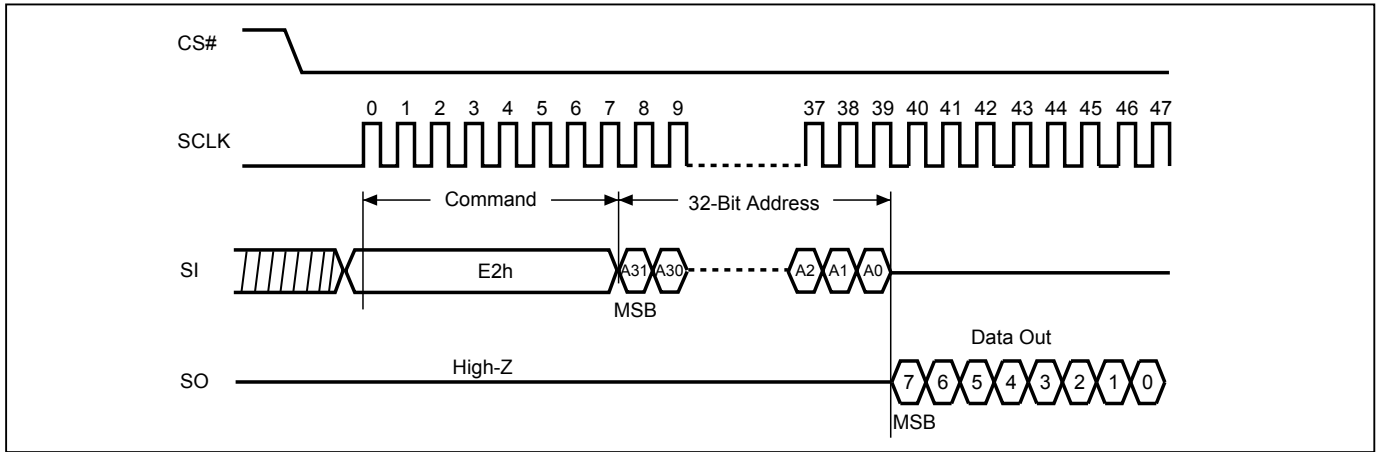 CS#
0 1 2 3 4 5 6 7 8 9 37 38 39 40 41 42 43 44 45 46 47
SCLK
Command 32-Bit Address
SI E2h A31 A30 A2 A1 A0
MSB
Data Out
High-Z
SO 7 6 5 4 3 2 1 0
MSB